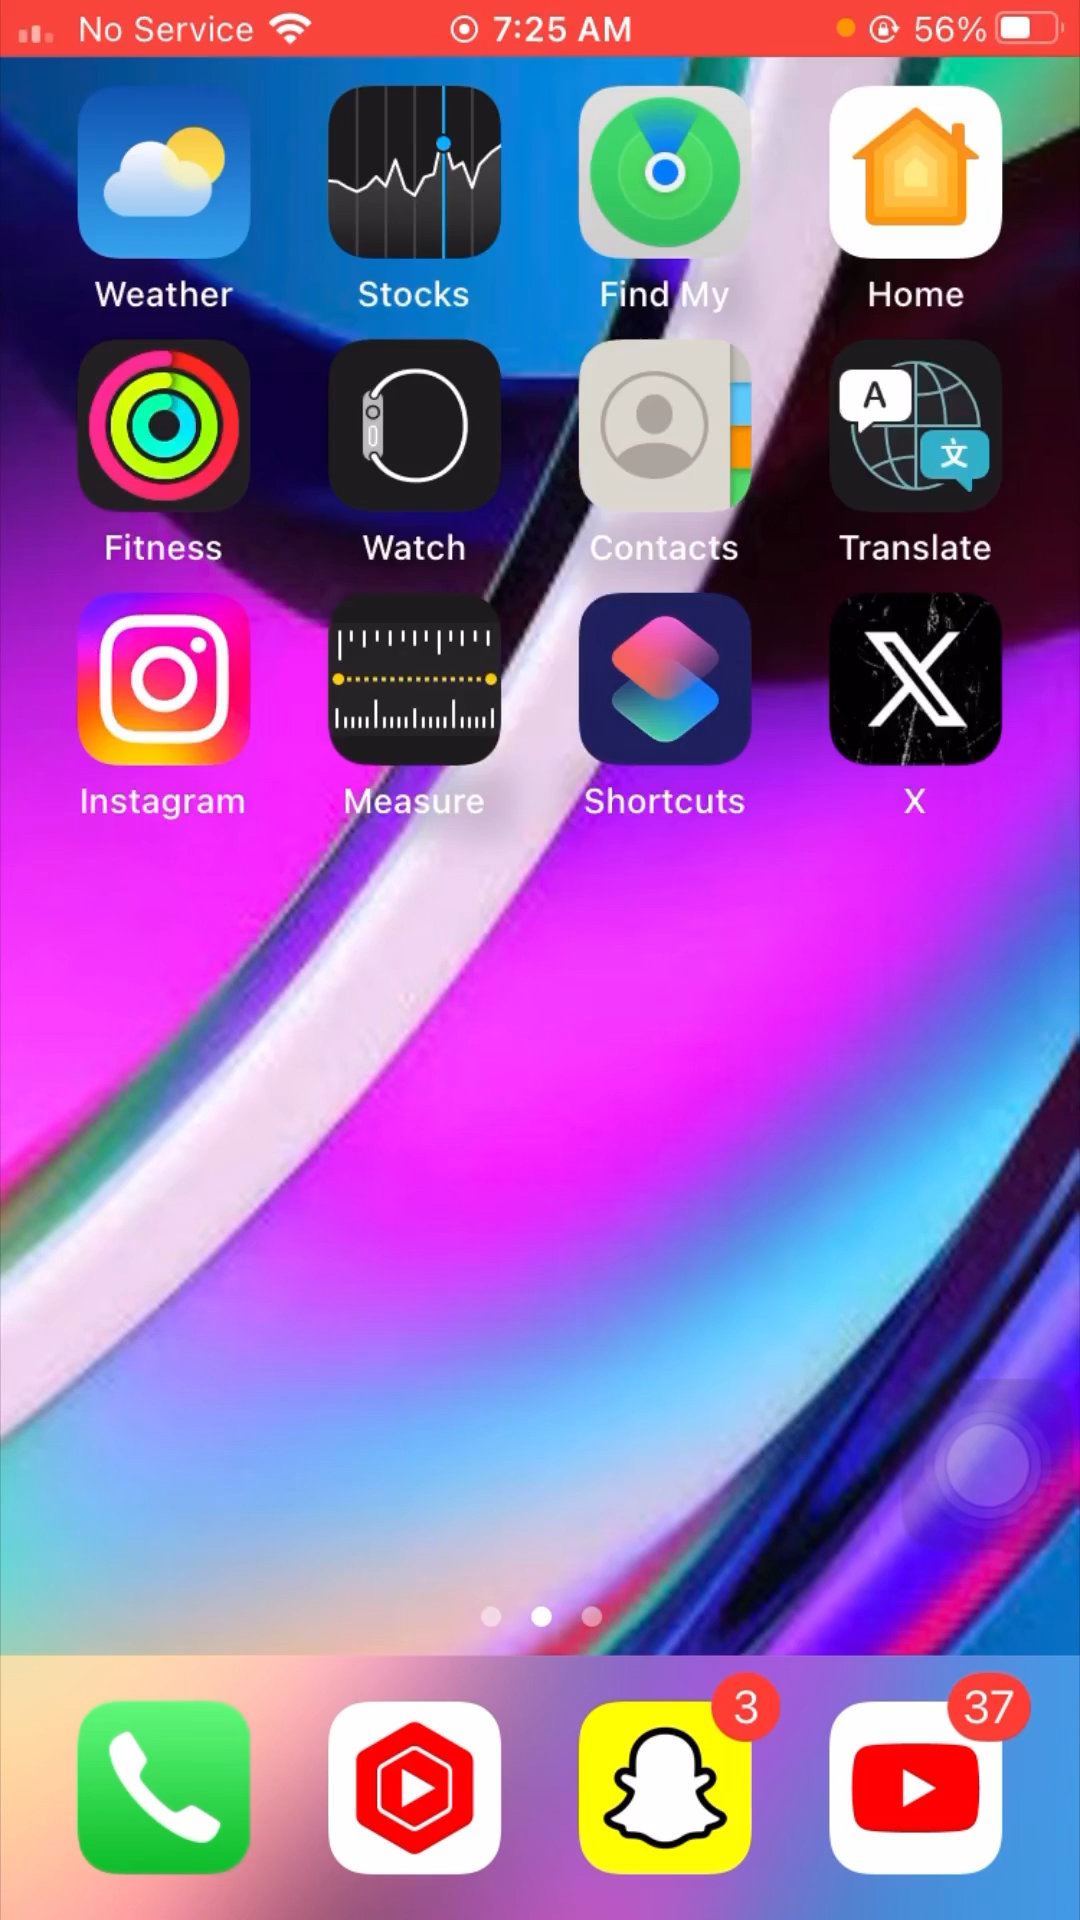 No Service 7:25 AM 56%
Weather Stocks Find My Home
A
文
Fitness Watch Contacts Translate
Instagram Measure Shortcuts X
3 37